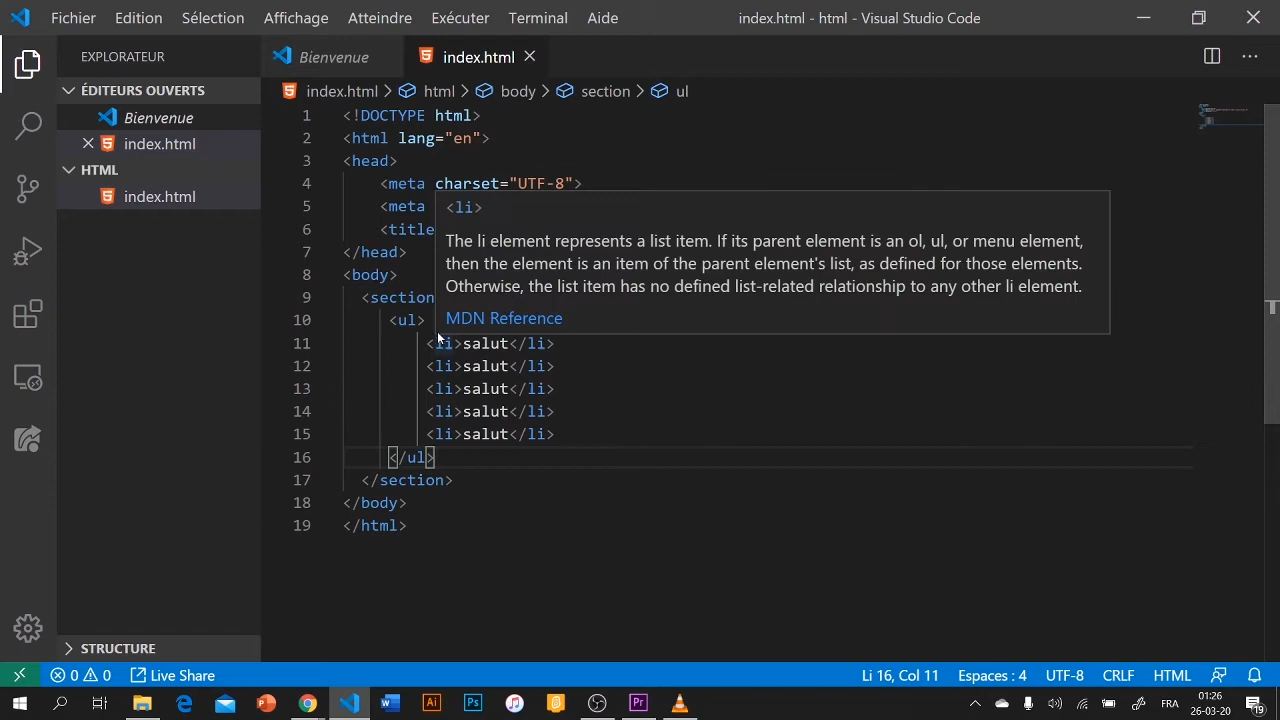 Fichier Edition Sélection Affichage Atteindre Exécuter Terminal Aide index.html - html - Visual Studio Code
EXPLORATEUR
Bienvenue
index.html
ÉDITEURS OUVERTS
index.html > html > body > section > ul
Bienvenue
index.html
HTML
index.html
1 <!DOCTYPE html>
2 <html lang="en">
3 <head>
4 <meta charset="UTF-8">
5 <meta
6 <title
7 </head>
8 <body>
9 <section
10 <ul>
11 <li>salut</li>
12 <li>salut</li>
13 <li>salut</li>
14 <li>salut</li>
15 <li>salut</li>
16 </ul>
17 </section>
18 </body>
19 </html>
<li>
The li element represents a list item. If its parent element is an ol, ul, or menu element,
then the element is an item of the parent element's list, as defined for those elements.
Otherwise, the list item has no defined list-related relationship to any other li element.
MDN Reference
STRUCTURE
0 0 Live Share Li 16, Col 11 Espaces : 4 UTF-8 CRLF HTML
Ai Ps Pr FRA 01:26
26-03-20
19